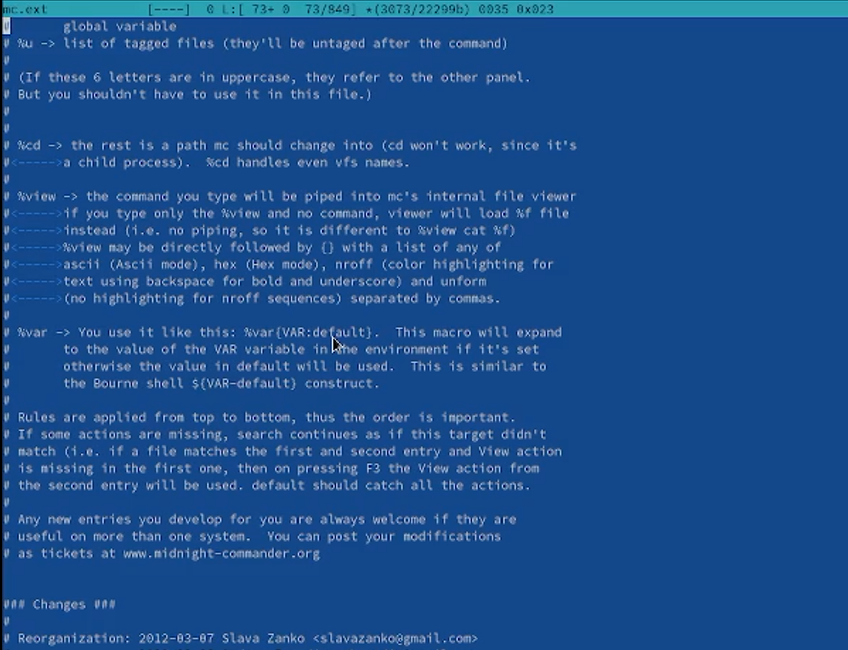 mc.ext [----] 0 L:[ 73+ 0 73/849] *(3073/22299b) 0035 0x023
# global variable
# %u -> list of tagged files (they'll be untaged after the command)
#
# (If these 6 letters are in uppercase, they refer to the other panel.
# But you shouldn't have to use it in this file.)
#
#
# %cd -> the rest is a path mc should change into (cd won't work, since it's
#<----->a child process). %cd handles even vfs names.
#
# %view -> the command you type will be piped into mc's internal file viewer
#<----->if you type only the %view and no command, viewer will load %f file
#<----->instead (i.e. no piping, so it is different to %view cat %f)
#<----->%view may be directly followed by {} with a list of any of
#<----->ascii (Ascii mode), hex (Hex mode), nroff (color highlighting for
#<----->text using backspace for bold and underscore) and unform
#<----->(no highlighting for nroff sequences) separated by commas.
#
# %var -> You use it like this: %var{VAR:default}. This macro will expand
# to the value of the VAR variable in the environment if it's set
# otherwise the value in default will be used. This is similar to
# the Bourne shell ${VAR-default} construct.
#
# Rules are applied from top to bottom, thus the order is important.
# If some actions are missing, search continues as if this target didn't
# match (i.e. if a file matches the first and second entry and View action
# is missing in the first one, then on pressing F3 the View action from
# the second entry will be used. default should catch all the actions.
#
# Any new entries you develop for you are always welcome if they are
# useful on more than one system. You can post your modifications
# as tickets at www.midnight-commander.org


### Changes ###
#
# Reorganization: 2012-03-07 Slava Zanko <slavazanko@gmail.com>